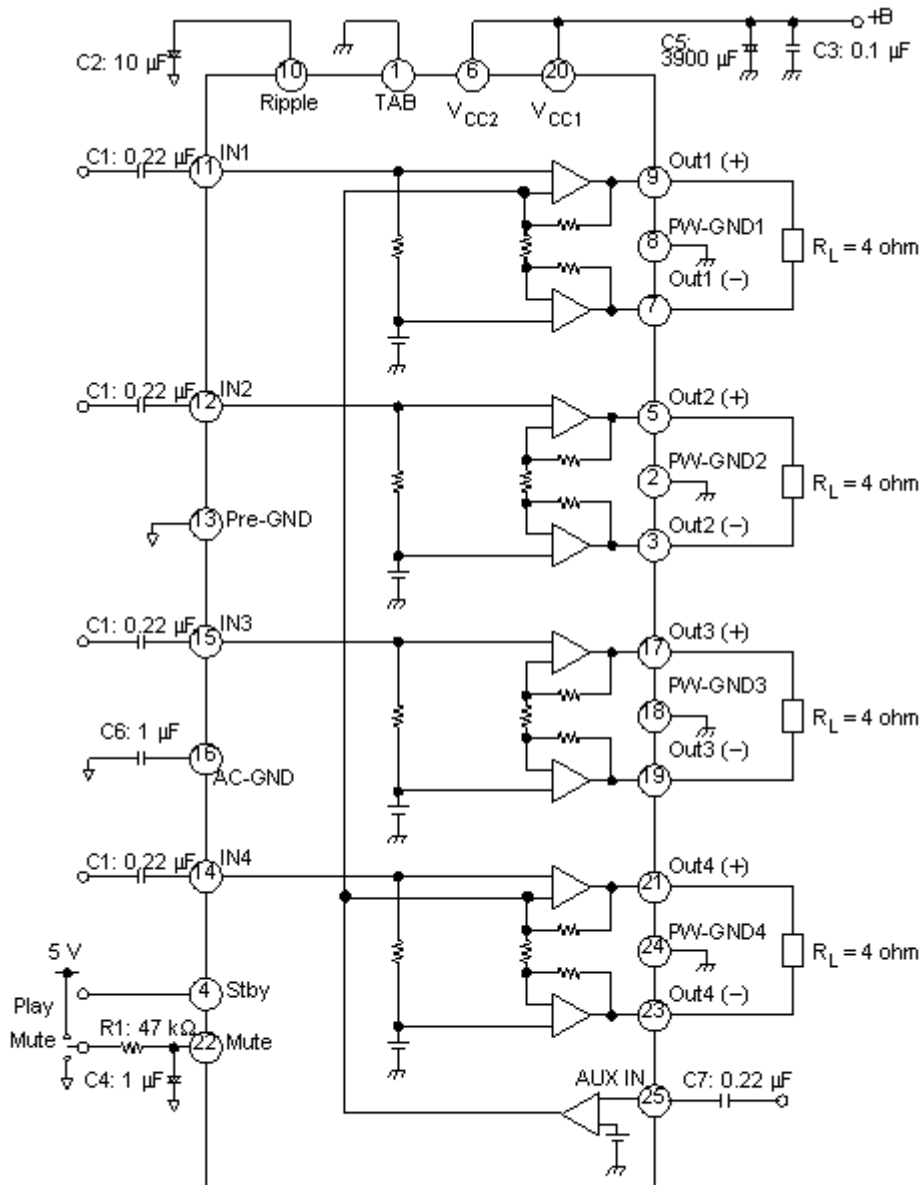 +B
C2: 10 µF
C5: 3900 µF
C3: 0.1 µF
10
1
6
20
Ripple
TAB
VCC2
VCC1
C1: 0.22 µF
11
IN1
9
Out1 (+)
8
PW-GND1
RL = 4 ohm
7
Out1 (−)
C1: 0.22 µF
12
IN2
5
Out2 (+)
2
PW-GND2
RL = 4 ohm
13
Pre-GND
3
Out2 (−)
C1: 0.22 µF
15
IN3
17
Out3 (+)
18
PW-GND3
RL = 4 ohm
C6: 1 µF
16
AC-GND
19
Out3 (−)
C1: 0.22 µF
14
IN4
21
Out4 (+)
24
PW-GND4
RL = 4 ohm
5 V
4
Stby
23
Out4 (−)
Play
Mute
R1: 47 kΩ
22
Mute
C4: 1 µF
AUX IN
25
C7: 0.22 µF